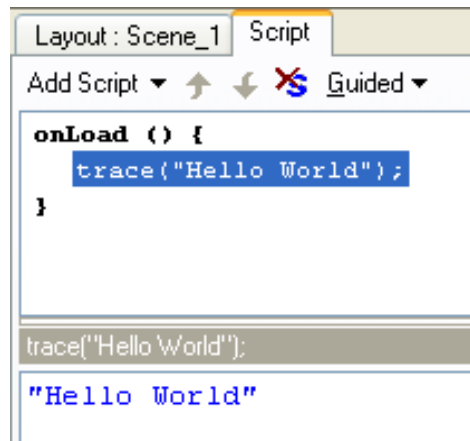 Layout : Scene_1 Script
Add Script Guided
onLoad () {
trace("Hello World");
}
trace("Hello World");
"Hello World"